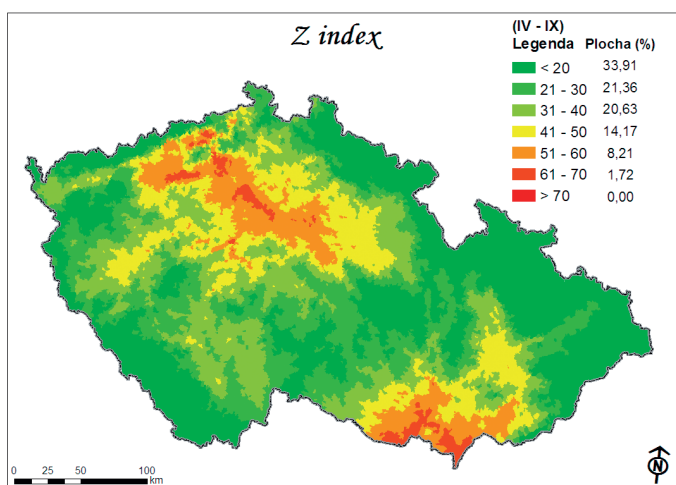 Z index
(IV - IX)
Legenda Plocha (%)
< 20 33,91
21 - 30 21,36
31 - 40 20,63
41 - 50 14,17
51 - 60 8,21
61 - 70 1,72
> 70 0,00
0 25 50 100
km
N